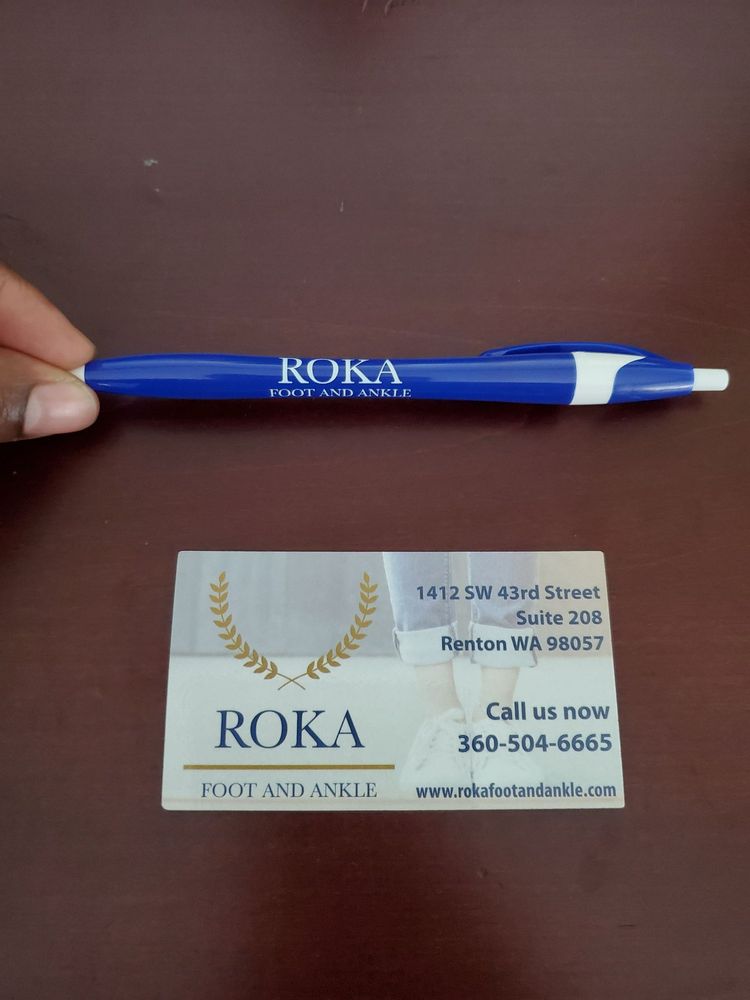 ROKA
FOOT AND ANKLE
ROKA
FOOT AND ANKLE
1412 SW 43rd Street
Suite 208
Renton WA 98057
Call us now
360-504-6665
www.rokafootandankle.com